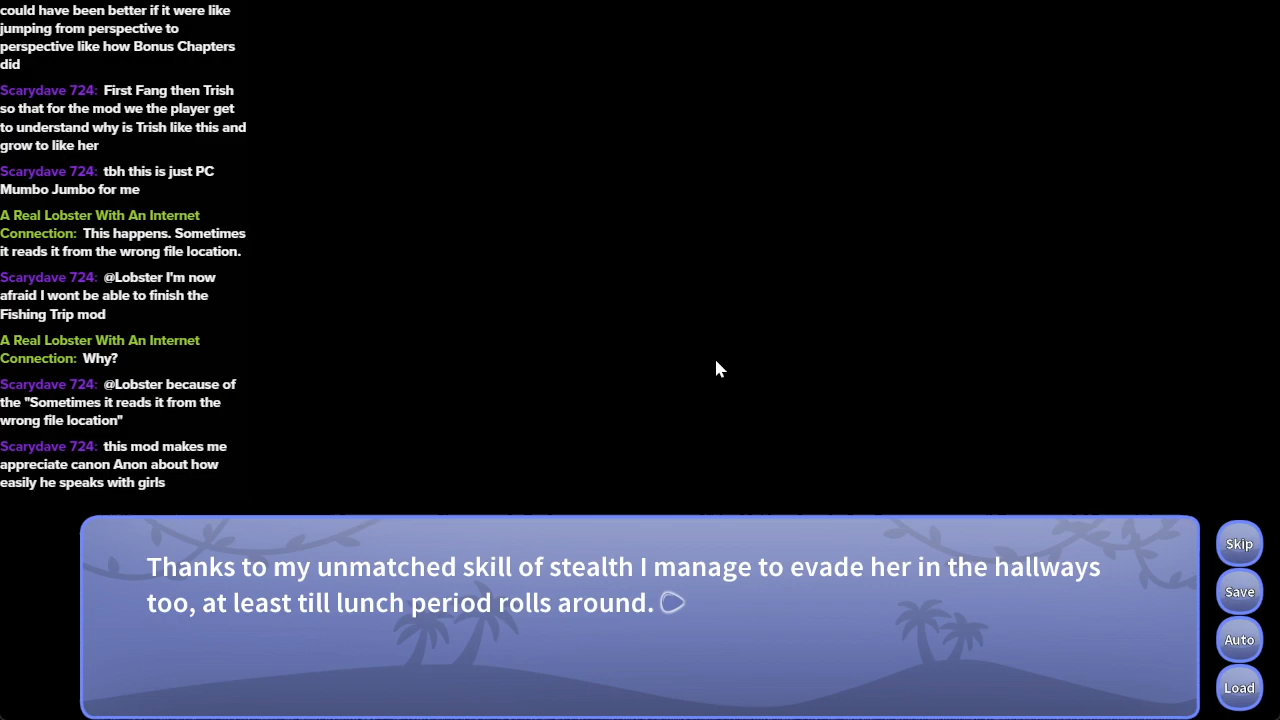 could have been better if it were like
jumping from perspective to
perspective like how Bonus Chapters
did
Scarydave 724: First Fang then Trish
so that for the mod we the player get
to understand why is Trish like this and
grow to like her
Scarydave 724: tbh this is just PC
Mumbo Jumbo for me
A Real Lobster With An Internet
Connection: This happens. Sometimes
it reads it from the wrong file location.
Scarydave 724: @Lobster I'm now
afraid I wont be able to finish the
Fishing Trip mod
A Real Lobster With An Internet
Connection: Why?
Scarydave 724: @Lobster because of
the "Sometimes it reads it from the
wrong file location"
Scarydave 724: this mod makes me
appreciate canon Anon about how
easily he speaks with girls
Thanks to my unmatched skill of stealth I manage to evade her in the hallways
too, at least till lunch period rolls around.
Skip
Save
Auto
Load